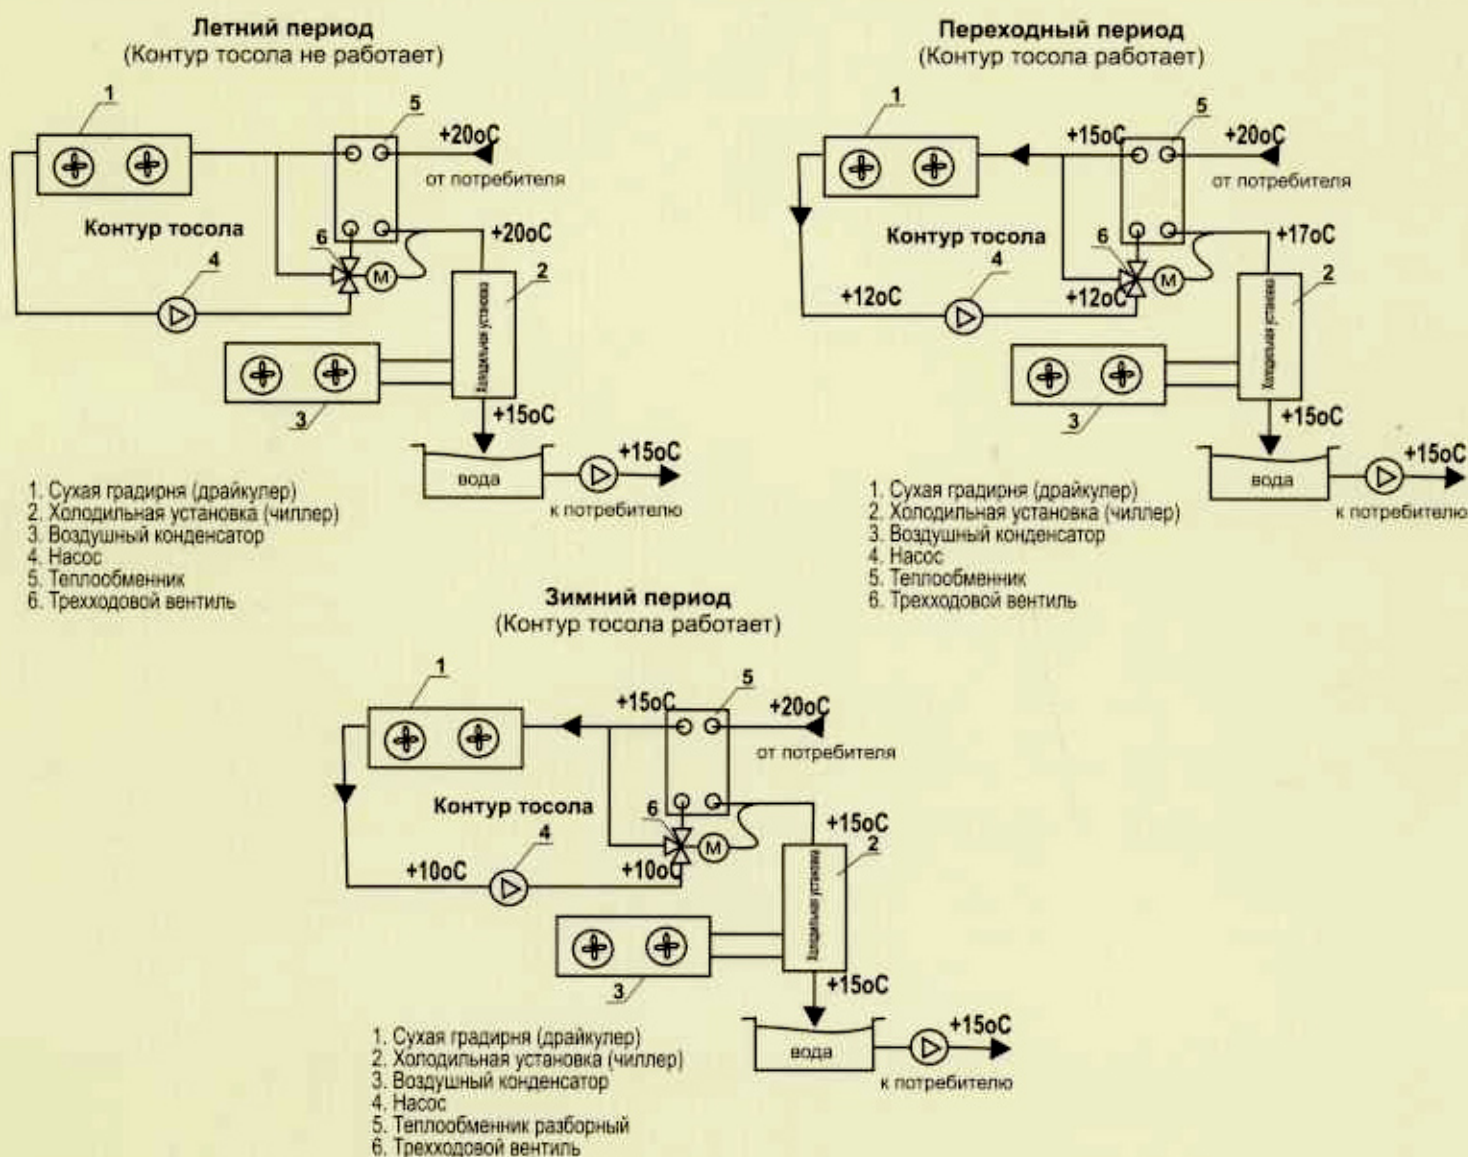 Летний период
(Контур тосола не работает)
1
5
+20оС
от потребителя
Контур тосола
6
+20оС
4
М
2
Холодильная установка
3
+15оС
+15оС
вода
к потребителю
1. Сухая градирня (драйкулер)
2. Холодильная установка (чиллер)
3. Воздушный конденсатор
4. Насос
5. Теплообменник
6. Трехходовой вентиль
Переходный период
(Контур тосола работает)
1
5
+15оС
+20оС
от потребителя
Контур тосола
6
+17оС
4
М
2
+12оС
+12оС
Холодильная установка
3
+15оС
+15оС
вода
к потребителю
1. Сухая градирня (драйкулер)
2. Холодильная установка (чиллер)
3. Воздушный конденсатор
4. Насос
5. Теплообменник
6. Трехходовой вентиль
Зимний период
(Контур тосола работает)
1
5
+15оС
+20оС
от потребителя
Контур тосола
6
+15оС
4
М
2
+10оС
+10оС
Холодильная установка
3
+15оС
+15оС
вода
к потребителю
1. Сухая градирня (драйкулер)
2. Холодильная установка (чиллер)
3. Воздушный конденсатор
4. Насос
5. Теплообменник разборный
6. Трехходовой вентиль